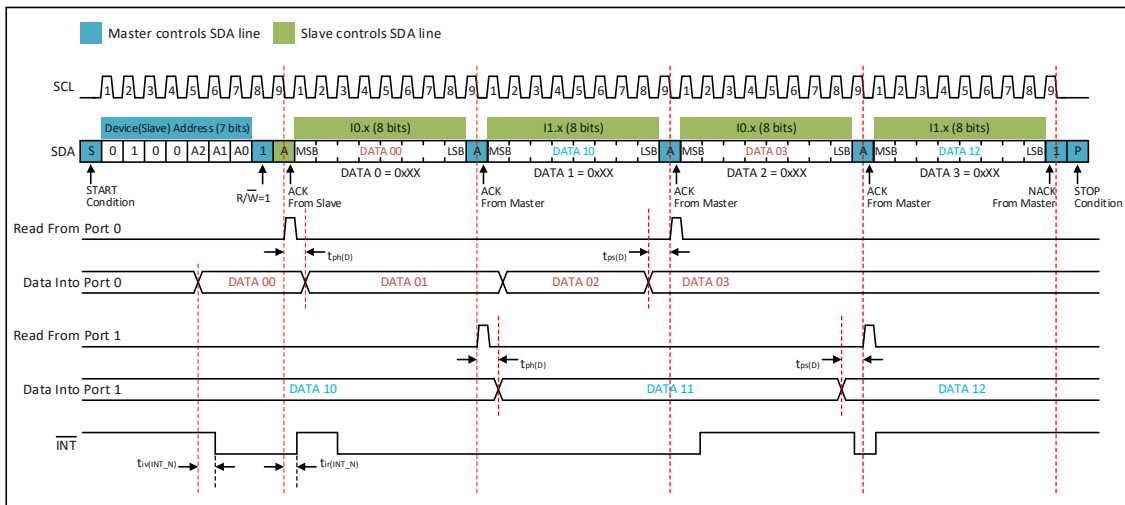 Master controls SDA line Slave controls SDA line
SCL 1 2 3 4 5 6 7 8 9 1 2 3 4 5 6 7 8 9 1 2 3 4 5 6 7 8 9 1 2 3 4 5 6 7 8 9 1 2 3 4 5 6 7 8 9
Device(Slave) Address (7 bits) I0.x (8 bits) I1.x (8 bits) I0.x (8 bits) I1.x (8 bits)
SDA S 0 1 0 0 A2 A1 A0 1 A MSB DATA 00 LSB A MSB DATA 10 LSB A MSB DATA 03 LSB A MSB DATA 12 LSB 1 P
DATA 0 = 0xXX DATA 1 = 0xXX DATA 2 = 0xXX DATA 3 = 0xXX
START Condition R/W̅=1 ACK From Slave ACK From Master ACK From Master ACK From Master NACK From Master STOP Condition
Read From Port 0
tph(D) tps(D)
Data Into Port 0 DATA 00 DATA 01 DATA 02 DATA 03
Read From Port 1
tph(D) tps(D)
Data Into Port 1 DATA 10 DATA 11 DATA 12
I̅N̅T̅
tiv(INT_N) tir(INT_N)